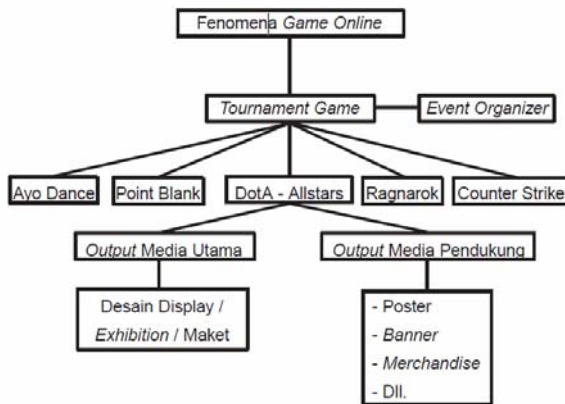 Fenomena Game Online
Tournament Game
Event Organizer
Ayo Dance
Point Blank
DotA - Allstars
Ragnarok
Counter Strike
Output Media Utama
Output Media Pendukung
Desain Display /
Exhibition / Maket
- Poster
- Banner
- Merchandise
- Dll.